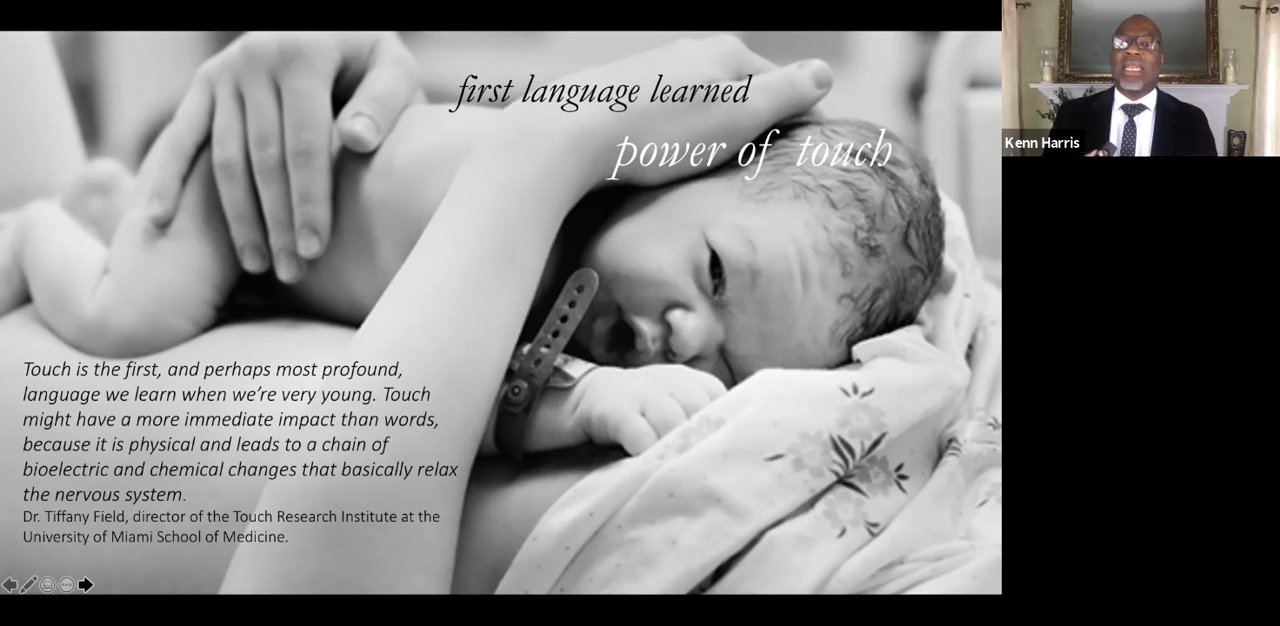 first language learned
power of touch
Touch is the first, and perhaps most profound,
language we learn when we’re very young. Touch
might have a more immediate impact than words,
because it is physical and leads to a chain of
bioelectric and chemical changes that basically relax
the nervous system.
Dr. Tiffany Field, director of the Touch Research Institute at the
University of Miami School of Medicine.
Kenn Harris